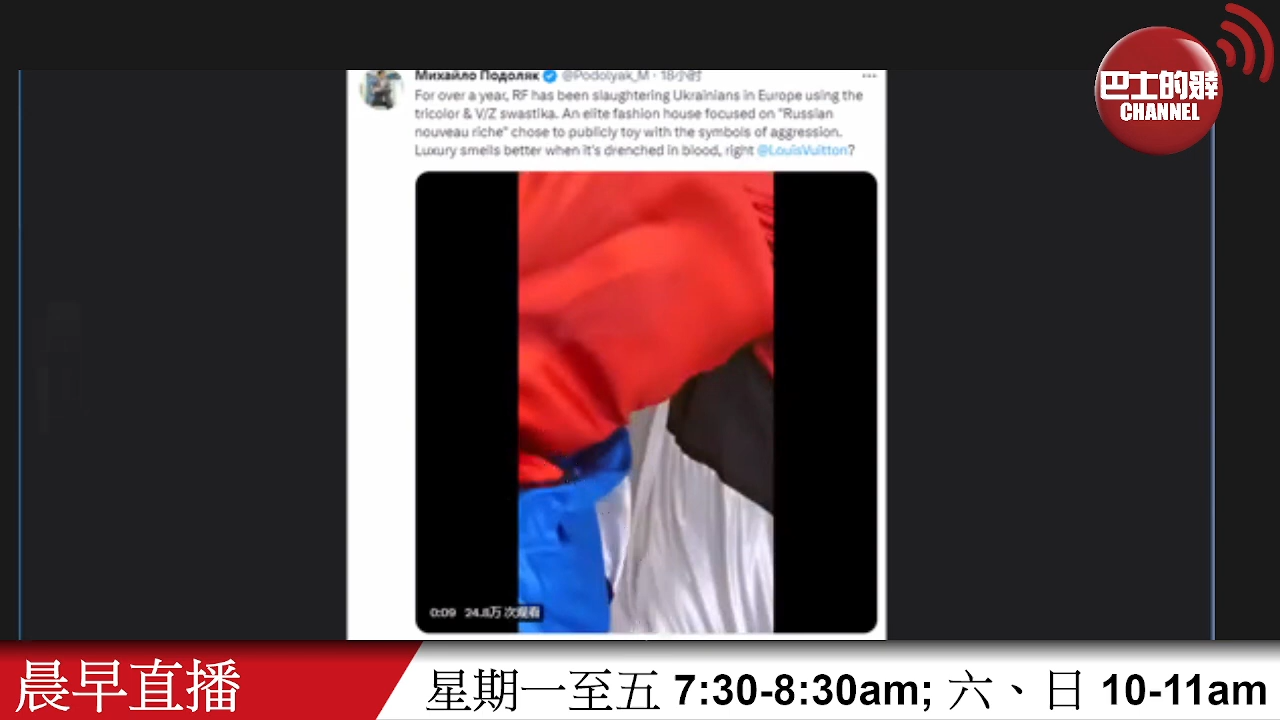 Михайло Подоляк @Podolyak_M · 18小时
For over a year, RF has been slaughtering Ukrainians in Europe using the
tricolor & V/Z swastika. An elite fashion house focused on "Russian
nouveau riche" chose to publicly toy with the symbols of aggression.
Luxury smells better when it's drenched in blood, right @LouisVuitton?
0:09 24.8万 次观看
巴士的報
CHANNEL
晨早直播
星期一至五 7:30-8:30am; 六、日 10-11am